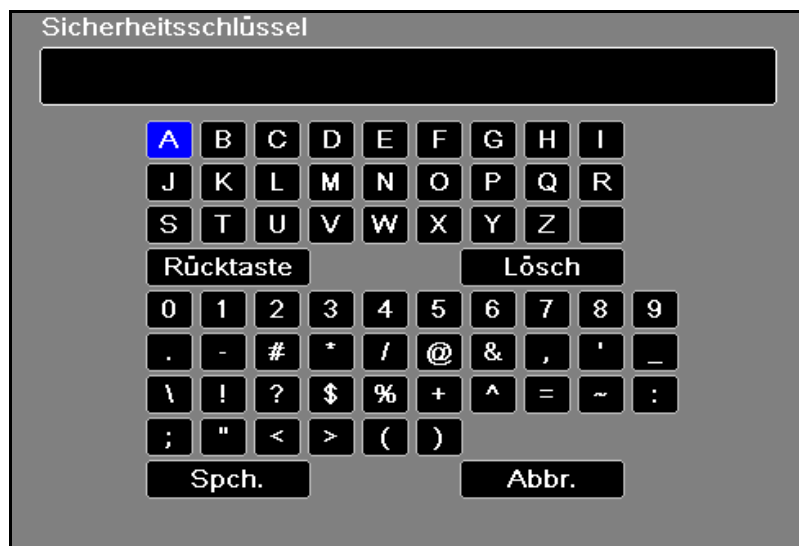 Sicherheitsschlüssel
A B C D E F G H I
J K L M N O P Q R
S T U V W X Y Z
Rücktaste Lösch
0 1 2 3 4 5 6 7 8 9
. - # * / @ & , ' _
\ ! ? $ % + ^ = ~ :
; " < > ( )
Spch. Abbr.